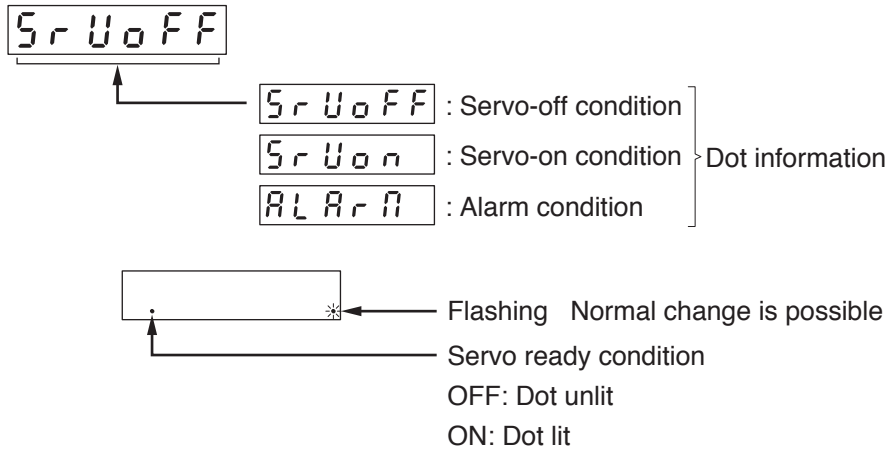 SrUoFF
SrUoFF : Servo-off condition
SrUon : Servo-on condition
Dot information
ALArM : Alarm condition
Flashing Normal change is possible
Servo ready condition
OFF: Dot unlit
ON: Dot lit